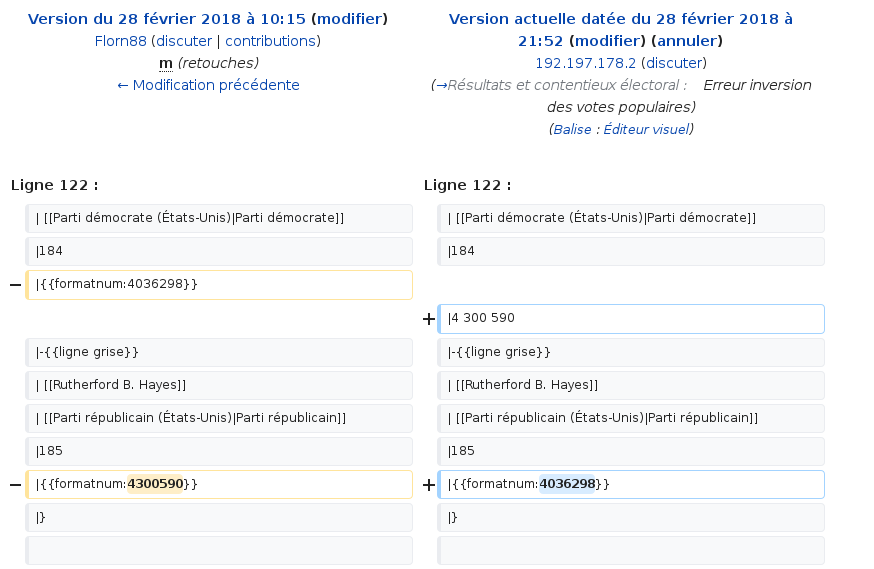 Version du 28 février 2018 à 10:15 (modifier)
Florn88 (discuter | contributions)
m (retouches)
← Modification précédente
Version actuelle datée du 28 février 2018 à
21:52 (modifier) (annuler)
192.197.178.2 (discuter)
(→Résultats et contentieux électoral : Erreur inversion
des votes populaires)
(Balise : Éditeur visuel)
Ligne 122 :
Ligne 122 :
| [[Parti démocrate (États-Unis)|Parti démocrate]]
| [[Parti démocrate (États-Unis)|Parti démocrate]]
|184
|184
− |{{formatnum:4036298}}
+ |4 300 590
|-{{ligne grise}}
|-{{ligne grise}}
| [[Rutherford B. Hayes]]
| [[Rutherford B. Hayes]]
| [[Parti républicain (États-Unis)|Parti républicain]]
| [[Parti républicain (États-Unis)|Parti républicain]]
|185
|185
− |{{formatnum:4300590}}
+ |{{formatnum:4036298}}
|}
|}